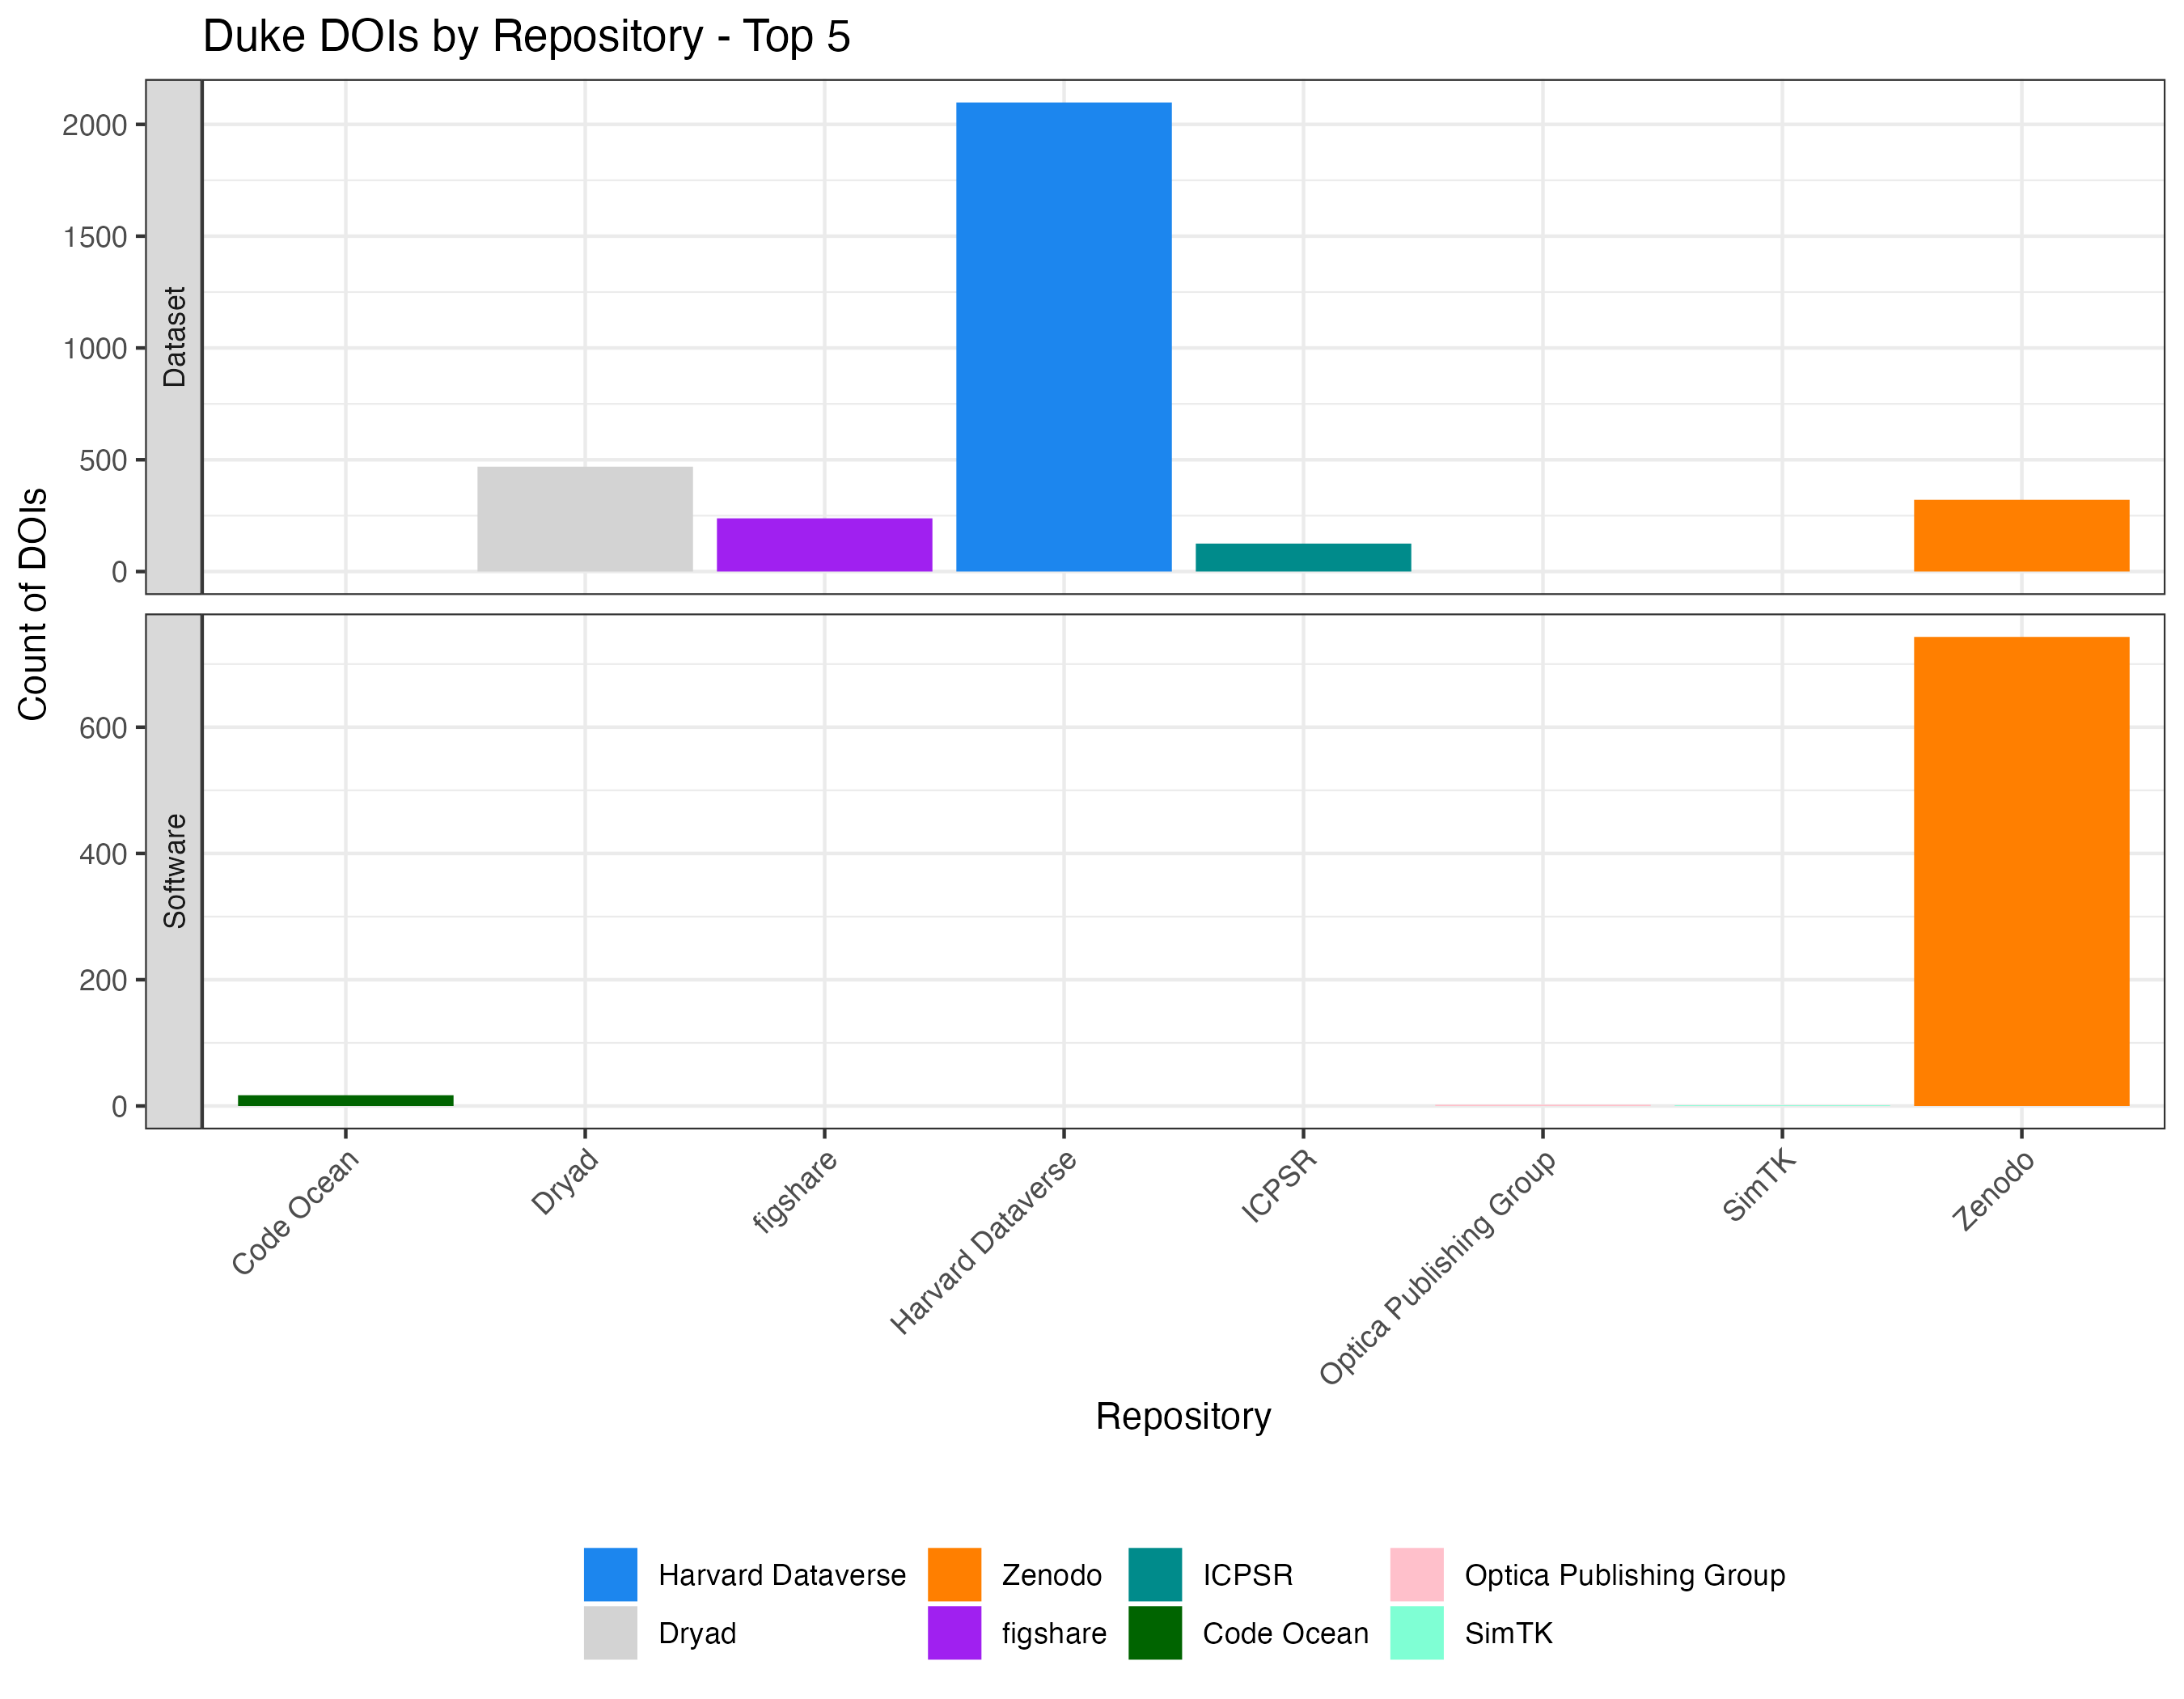 Duke DOIs by Repository - Top 5
Count of DOIs
Dataset
2000
1500
1000
500
0
Software
600
400
200
0
Code Ocean
Dryad
figshare
Harvard Dataverse
ICPSR
Optica Publishing Group
SimTK
Zenodo
Repository
Harvard Dataverse
Zenodo
ICPSR
Optica Publishing Group
Dryad
figshare
Code Ocean
SimTK